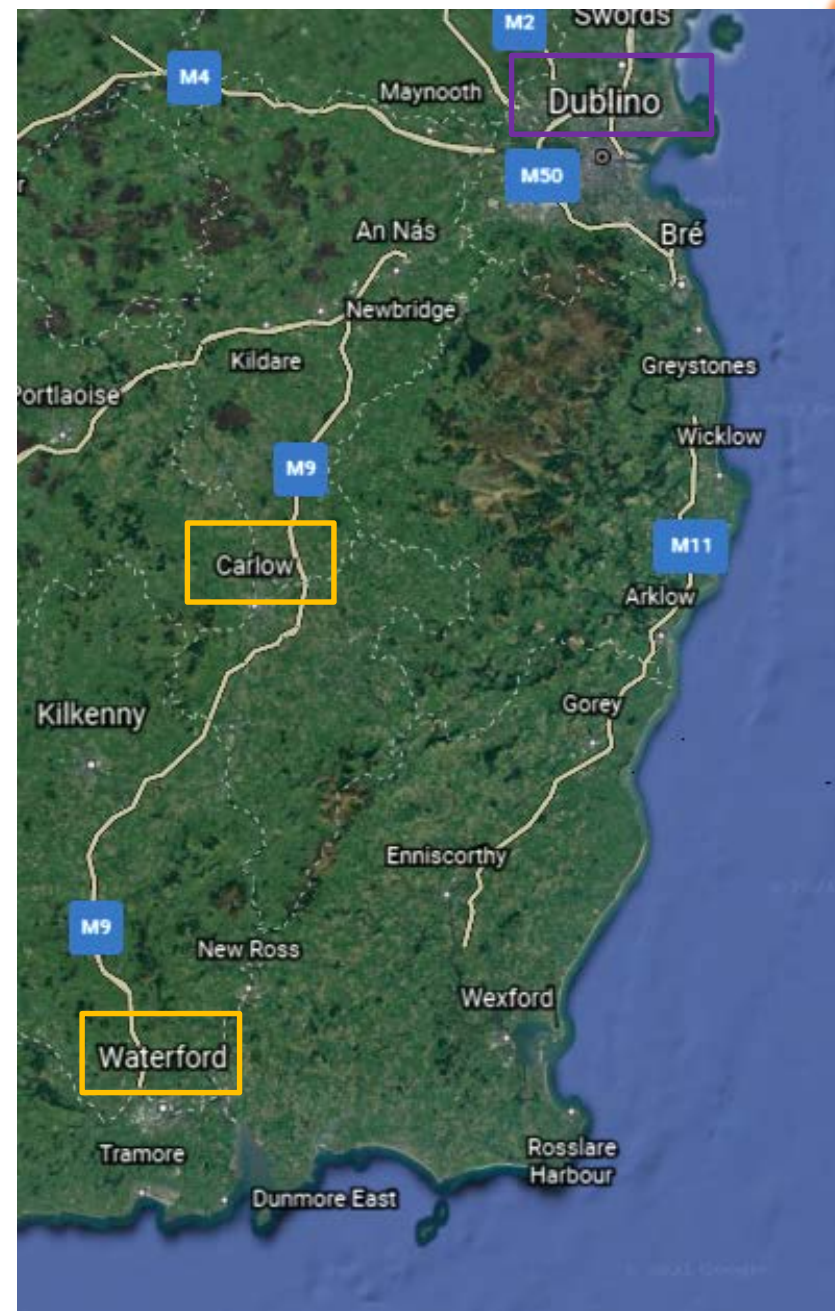 Swords
M2
M4
Maynooth
Dublino
M50
An Nás
Bré
Newbridge
Kildare
Greystones
Portlaoise
Wicklow
M9
M11
Carlow
Arklow
Kilkenny
Gorey
Enniscorthy
M9
New Ross
Wexford
Waterford
Tramore
Rosslare
Harbour
Dunmore East